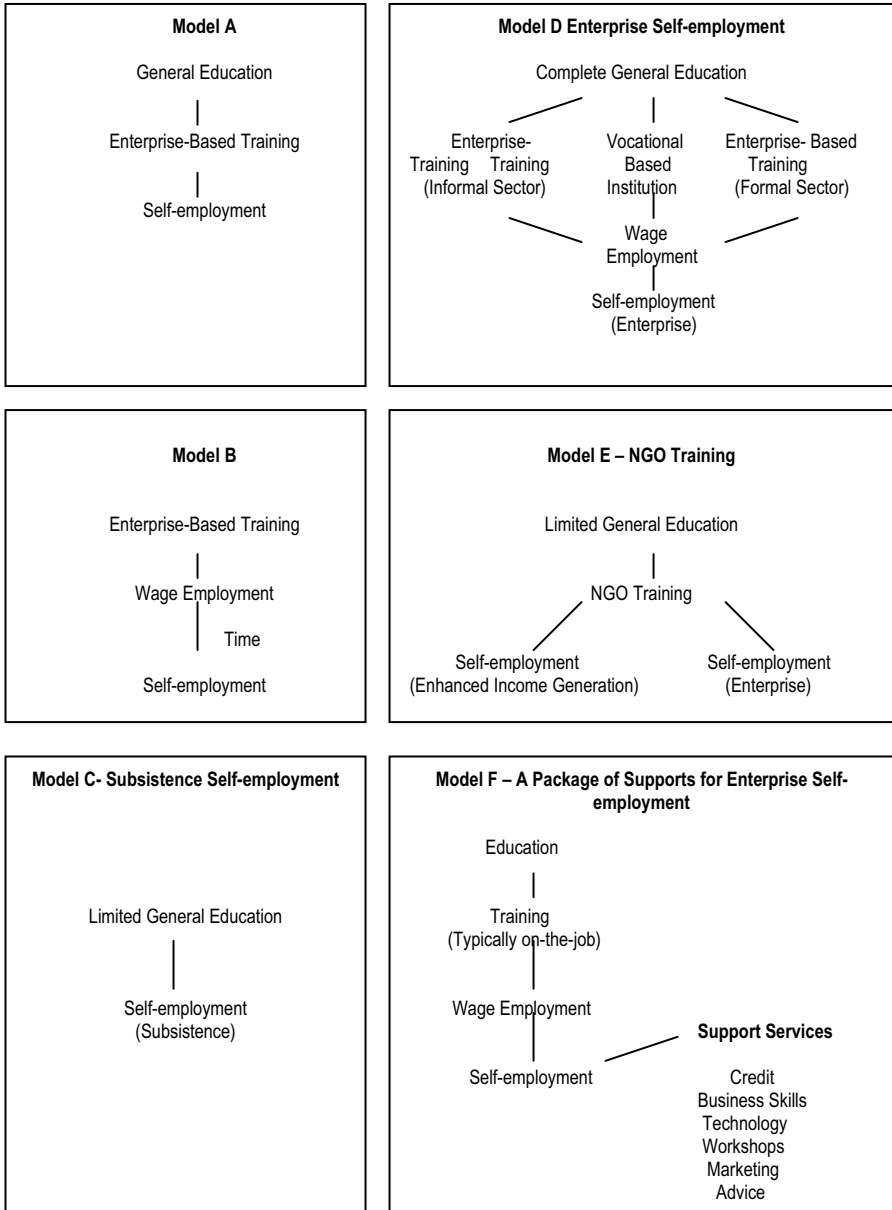 Model A
General Education
Enterprise-Based Training
Self-employment
Model D Enterprise Self-employment
Complete General Education
Enterprise-
Training Training
(Informal Sector)
Vocational
Based
Institution
Enterprise- Based
Training
(Formal Sector)
Wage
Employment
Self-employment
(Enterprise)
Model B
Enterprise-Based Training
Wage Employment
Time
Self-employment
Model E – NGO Training
Limited General Education
NGO Training
Self-employment
(Enhanced Income Generation)
Self-employment
(Enterprise)
Model C- Subsistence Self-employment
Limited General Education
Self-employment
(Subsistence)
Model F – A Package of Supports for Enterprise Self-
employment
Education
Training
(Typically on-the-job)
Wage Employment
Self-employment
Support Services
Credit
Business Skills
Technology
Workshops
Marketing
Advice